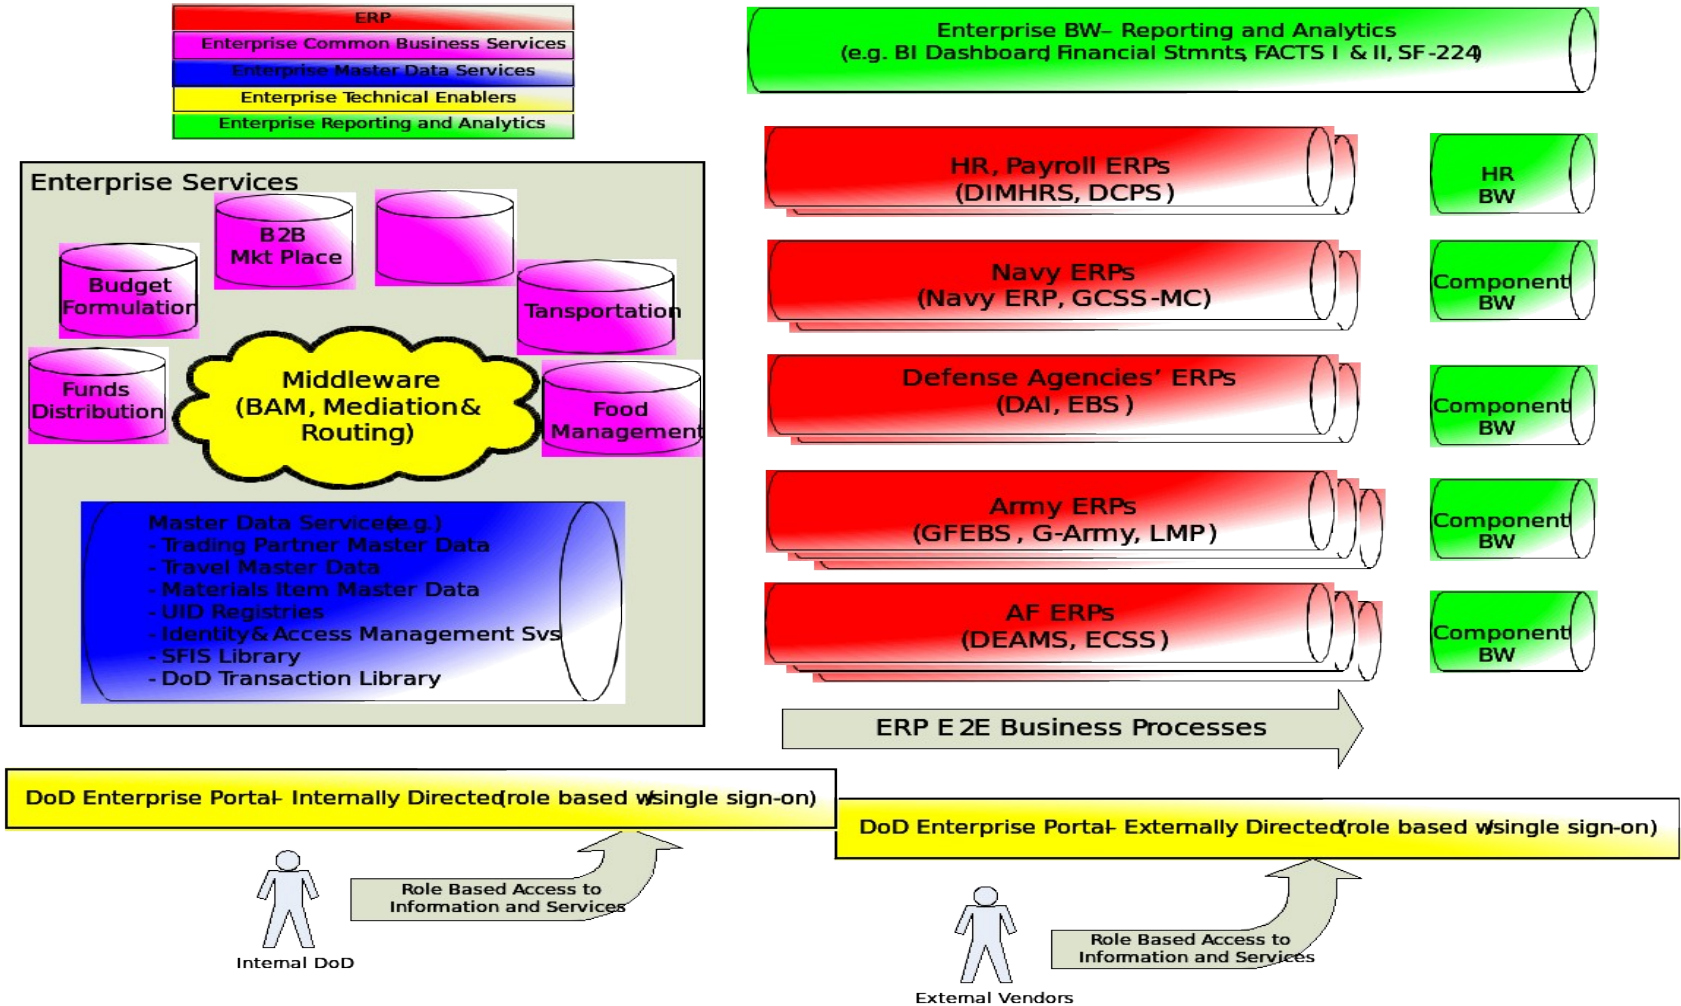 ERP
Enterprise Common Business Services
Enterprise Master Data Services
Enterprise Technical Enablers
Enterprise Reporting and Analytics
Enterprise BW– Reporting and Analytics
(e.g. BI Dashboard, Financial Stmnts, FACTS I & II, SF-224)
Enterprise Services
B2B
Mkt Place
Budget
Formulation
Tansportation
Funds
Distribution
Food
Management
Middleware
(BAM, Mediation &
Routing)
Master Data Services (e.g.)
- Trading Partner Master Data
- Travel Master Data
- Materials Item Master Data
- UID Registries
- Identity & Access Management Svs
- SFIS Library
- DoD Transaction Library
HR, Payroll ERPs
(DIMHRS, DCPS)
HR
BW
Navy ERPs
(Navy ERP, GCSS-MC)
Component
BW
Defense Agencies’ ERPs
(DAI, EBS)
Component
BW
Army ERPs
(GFEBS, G-Army, LMP)
Component
BW
AF ERPs
(DEAMS, ECSS)
Component
BW
ERP E2E Business Processes
DoD Enterprise Portal– Internally Directed (role based w/single sign-on)
DoD Enterprise Portal– Externally Directed (role based w/single sign-on)
Role Based Access to
Information and Services
Internal DoD
Role Based Access to
Information and Services
External Vendors